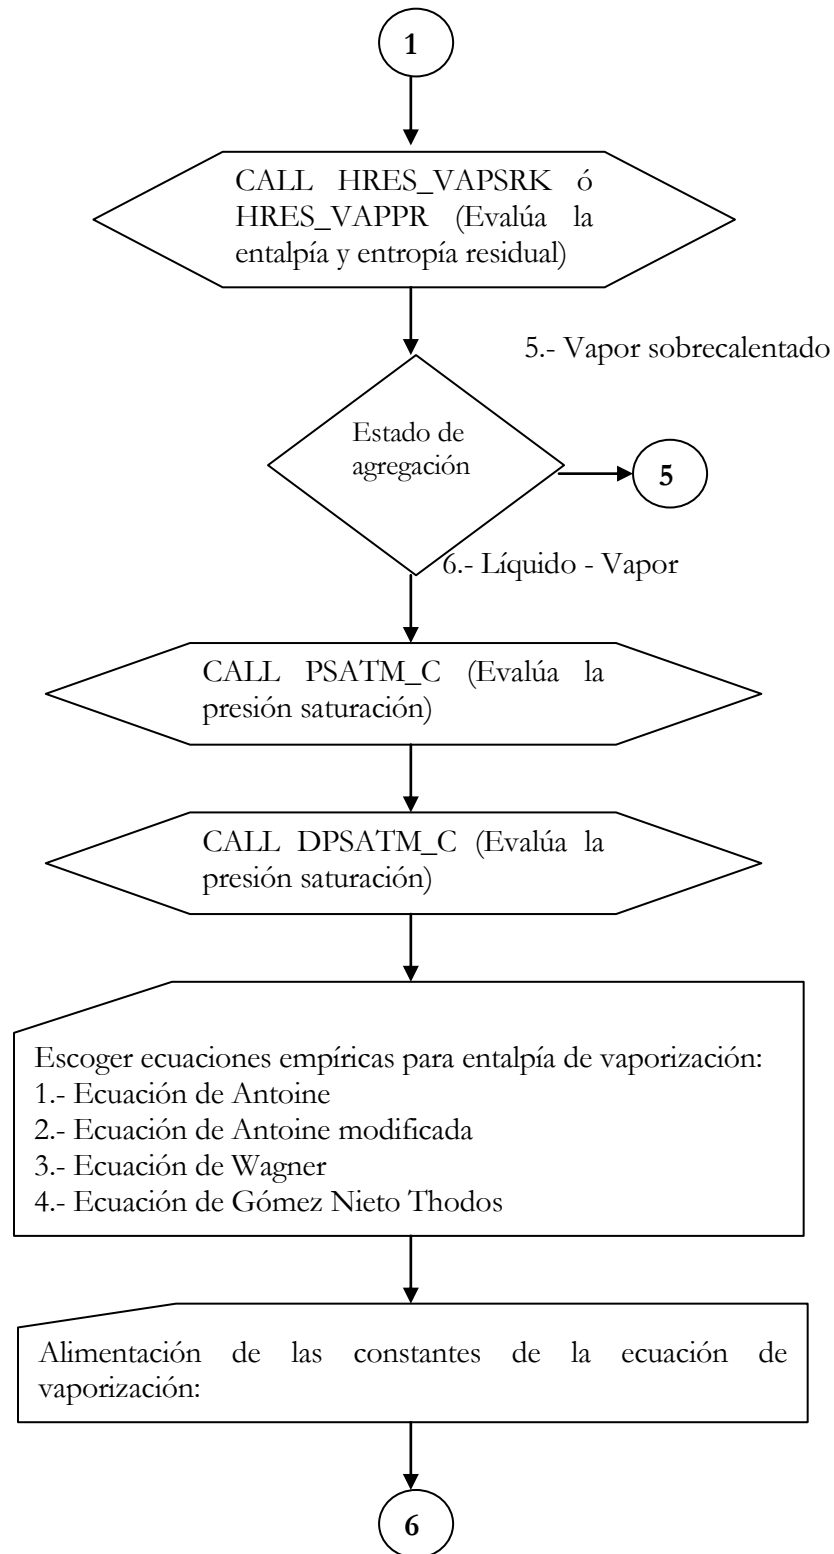 1
CALL HRES_VAPSRK ó
HRES_VAPPR (Evalúa la
entalpía y entropía residual)
5.- Vapor sobrecalentado
Estado de
agregación
5
6.- Líquido - Vapor
CALL PSATM_C (Evalúa la
presión saturación)
CALL DPSATM_C (Evalúa la
presión saturación)
Escoger ecuaciones empíricas para entalpía de vaporización:
1.- Ecuación de Antoine
2.- Ecuación de Antoine modificada
3.- Ecuación de Wagner
4.- Ecuación de Gómez Nieto Thodos
Alimentación de las constantes de la ecuación de
vaporización:
6